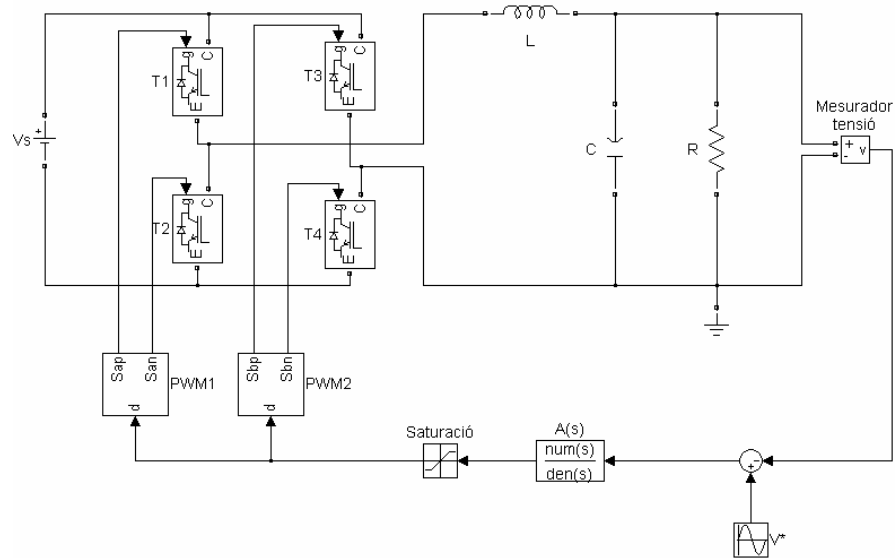 Vs
+
T1
g
C
E
T3
g
C
E
T2
g
C
E
T4
g
C
E
L
C
R
Mesurador
tensió
+
-
v
Sap
San
d
PWM1
Sbp
Sbn
d
PWM2
Saturació
A(s)
num(s)
den(s)
-
+
V*